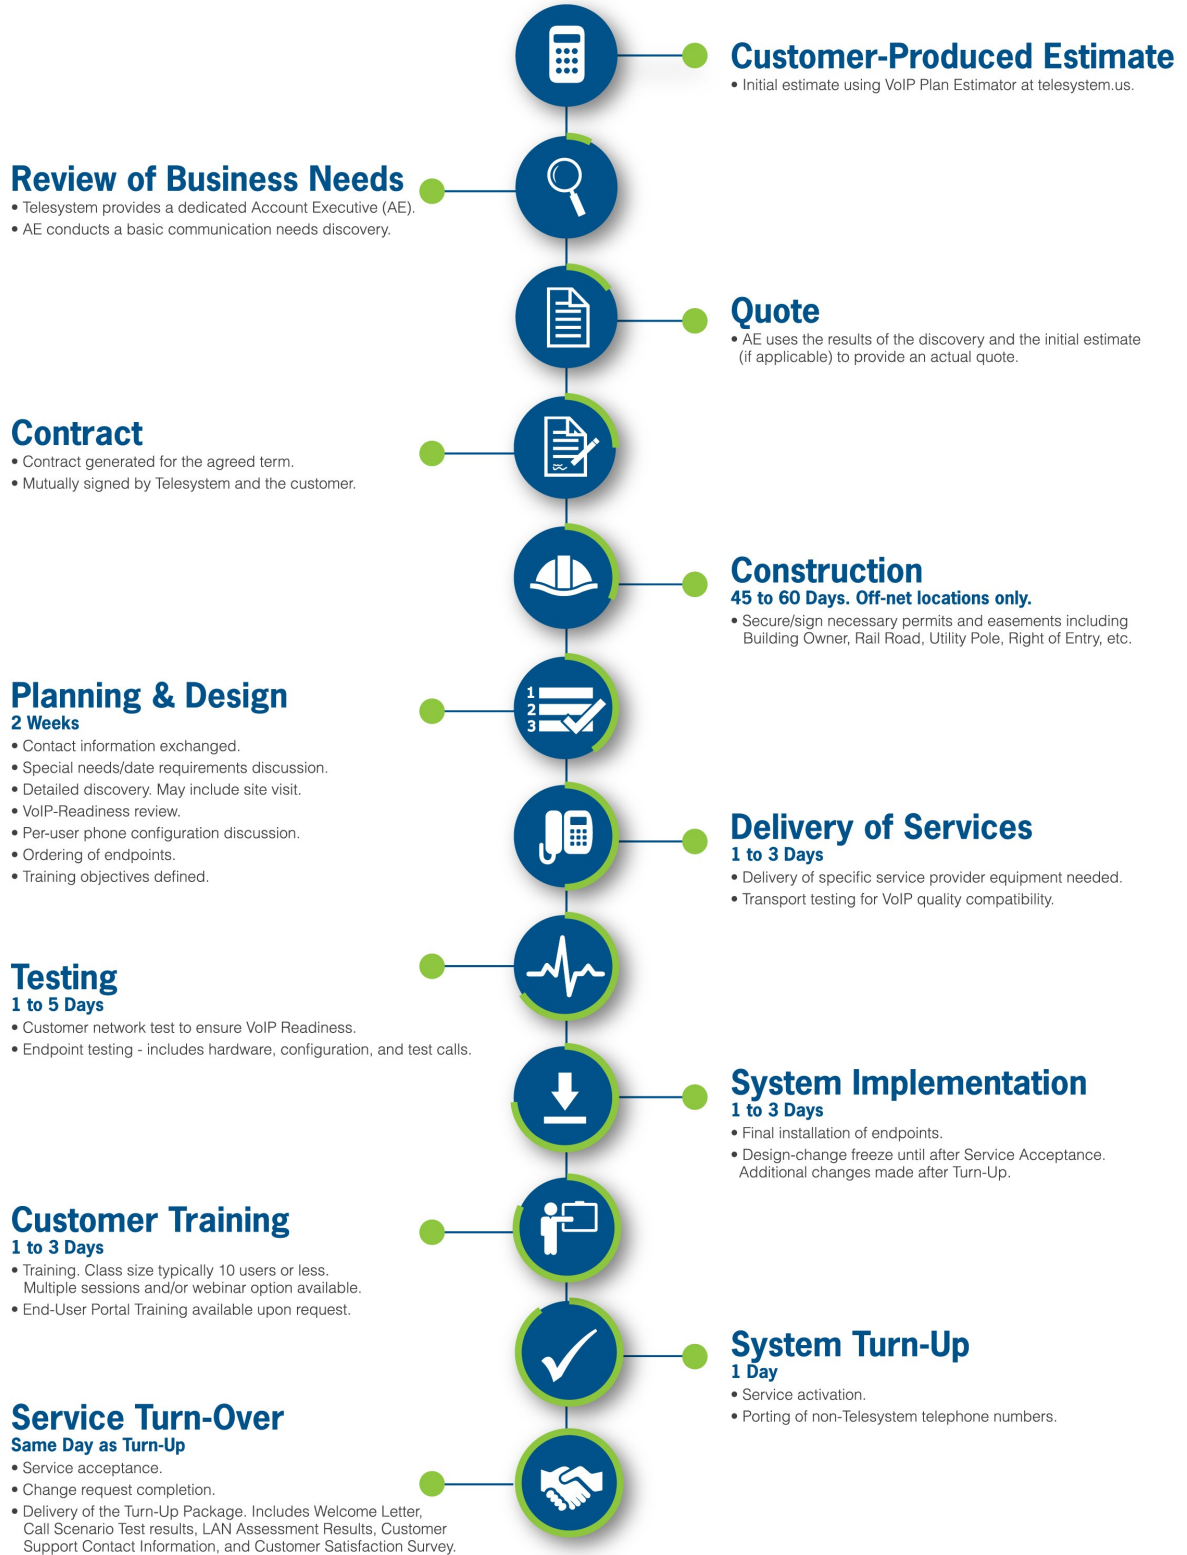 Customer-Produced Estimate
• Initial estimate using VoIP Plan Estimator at telesystem.us.
Review of Business Needs
• Telesystem provides a dedicated Account Executive (AE).
• AE conducts a basic communication needs discovery.
Quote
• AE uses the results of the discovery and the initial estimate
(if applicable) to provide an actual quote.
Contract
• Contract generated for the agreed term.
• Mutually signed by Telesystem and the customer.
Construction
45 to 60 Days. Off-net locations only.
• Secure/sign necessary permits and easements including
Building Owner, Rail Road, Utility Pole, Right of Entry, etc.
Planning & Design
2 Weeks
• Contact information exchanged.
• Special needs/date requirements discussion.
• Detailed discovery. May include site visit.
• VoIP-Readiness review.
• Per-user phone configuration discussion.
• Ordering of endpoints.
• Training objectives defined.
1
2
3
Delivery of Services
1 to 3 Days
• Delivery of specific service provider equipment needed.
• Transport testing for VoIP quality compatibility.
Testing
1 to 5 Days
• Customer network test to ensure VoIP Readiness.
• Endpoint testing - includes hardware, configuration, and test calls.
System Implementation
1 to 3 Days
• Final installation of endpoints.
• Design-change freeze until after Service Acceptance.
Additional changes made after Turn-Up.
Customer Training
1 to 3 Days
• Training. Class size typically 10 users or less.
Multiple sessions and/or webinar option available.
• End-User Portal Training available upon request.
System Turn-Up
1 Day
• Service activation.
• Porting of non-Telesystem telephone numbers.
Service Turn-Over
Same Day as Turn-Up
• Service acceptance.
• Change request completion.
• Delivery of the Turn-Up Package. Includes Welcome Letter,
Call Scenario Test results, LAN Assessment Results, Customer
Support Contact Information, and Customer Satisfaction Survey.